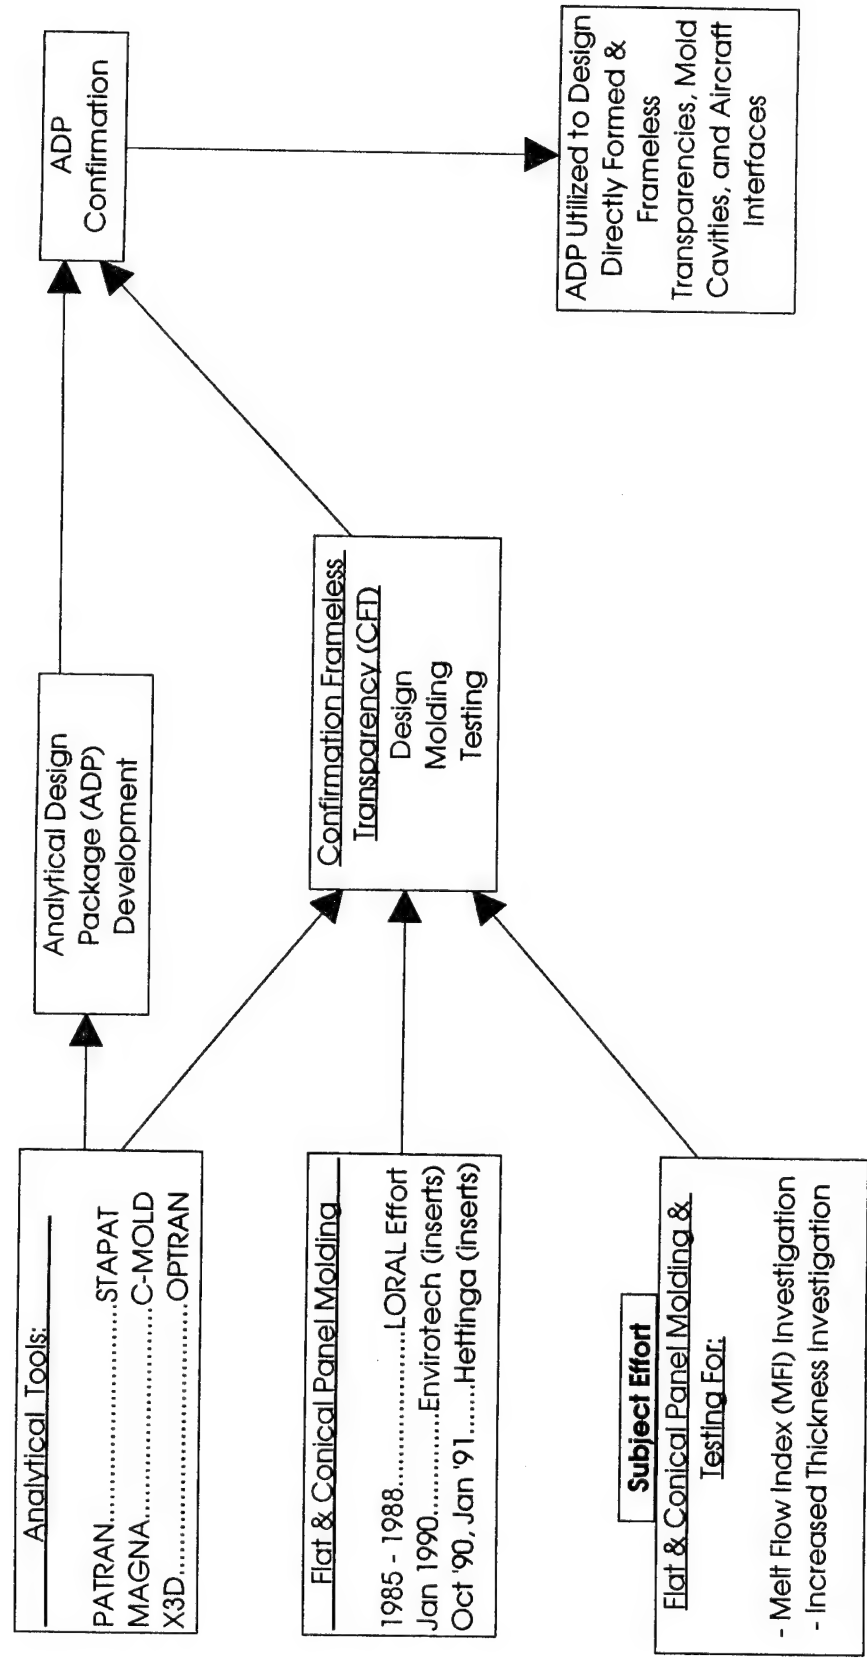 Analytical Tools:
PATRAN........................STAPAT
MAGNA........................C-MOLD
X3D..............................OPTRAN
Flat & Conical Panel Molding
1985 - 1988....................LORAL Effort
Jan 1990..............Envirotech (inserts)
Oct '90, Jan '91......Hettinga (inserts)
Subject Effort
Flat & Conical Panel Molding &
Testing For:
- Melt Flow Index (MFI) Investigation
- Increased Thickness Investigation
Analytical Design
Package (ADP)
Development
Confirmation Frameless
Transparency (CFT)
Design
Molding
Testing
ADP
Confirmation
ADP Utilized to Design
Directly Formed &
Frameless
Transparencies, Mold
Cavities, and Aircraft
Interfaces